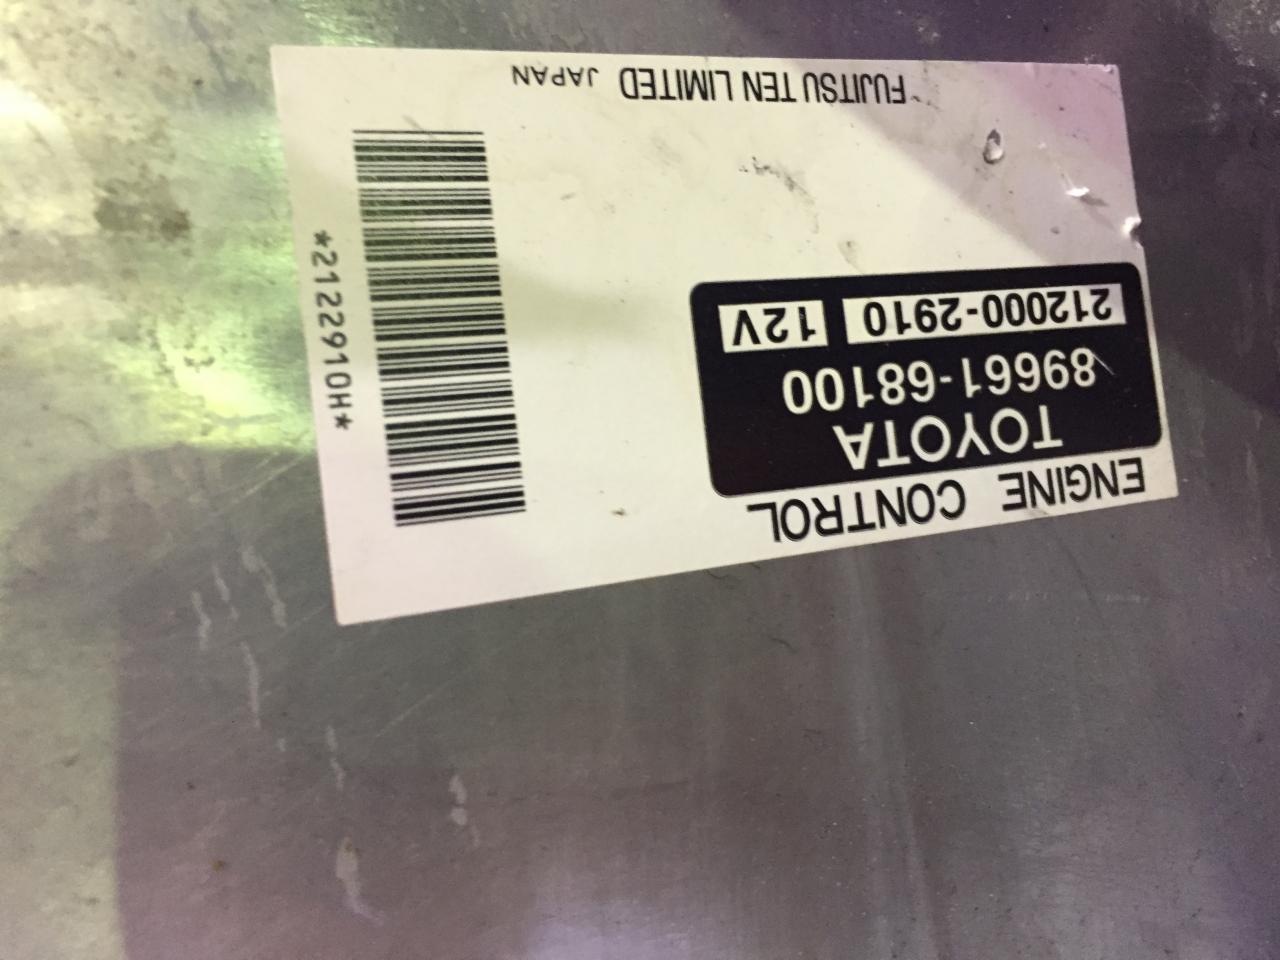 ENGINE CONTROL
TOYOTA
89661-68100
212000-2910 12V
FUJITSU TEN LIMITED JAPAN
*2122910H*